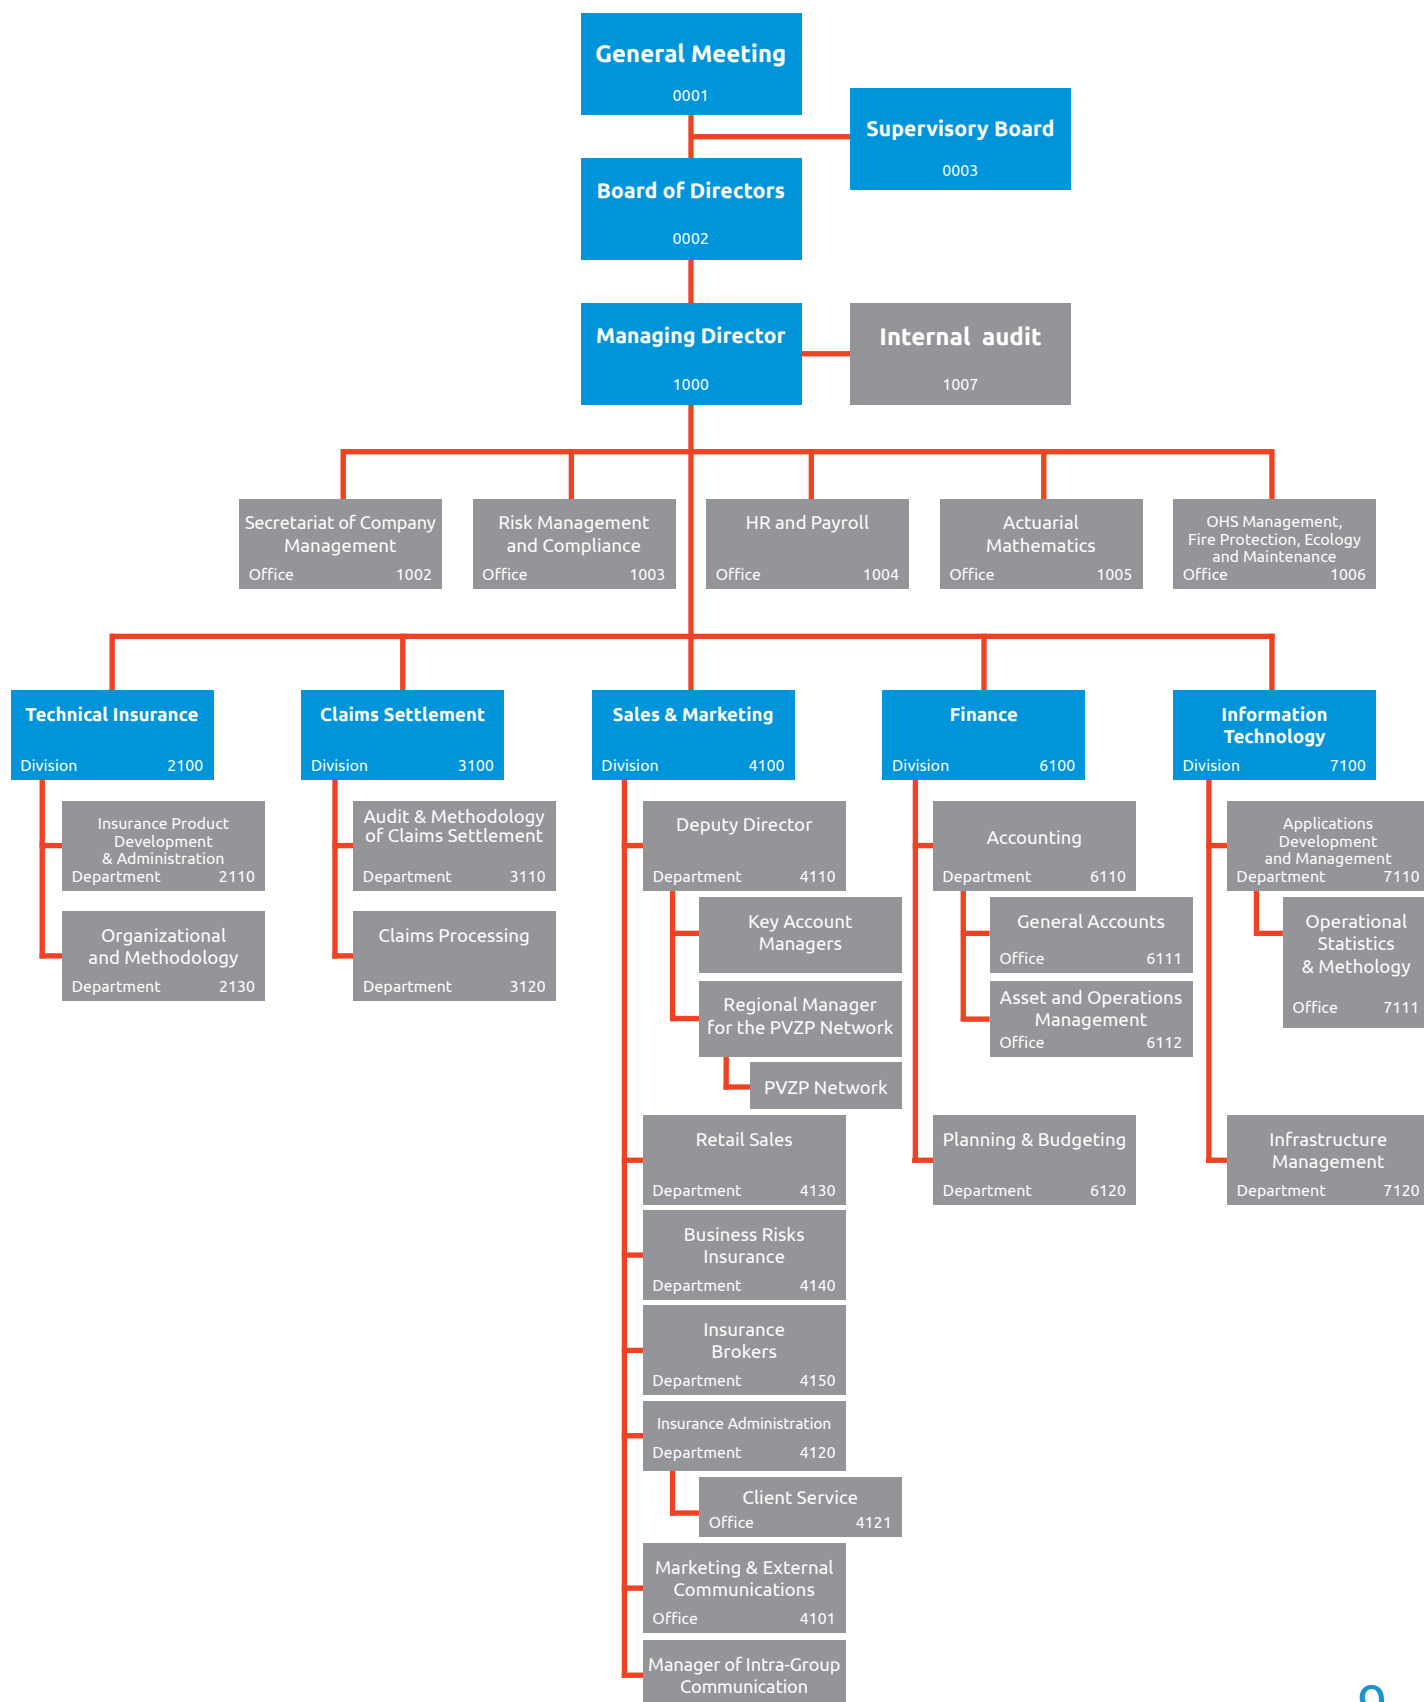 General Meeting
0001
Supervisory Board
0003
Board of Directors
0002
Managing Director
1000
Internal audit
1007
Secretariat of Company
Management
Office 1002
Risk Management
and Compliance
Office 1003
HR and Payroll
Office 1004
Actuarial
Mathematics
Office 1005
OHS Management,
Fire Protection, Ecology
and Maintenance
Office 1006
Technical Insurance
Division 2100
Insurance Product
Development
& Administration
Department 2110
Organizational
and Methodology
Department 2130
Claims Settlement
Division 3100
Audit & Methodology
of Claims Settlement
Department 3110
Claims Processing
Department 3120
Sales & Marketing
Division 4100
Deputy Director
Department 4110
Key Account
Managers
Regional Manager
for the PVZP Network
PVZP Network
Retail Sales
Department 4130
Business Risks
Insurance
Department 4140
Insurance
Brokers
Department 4150
Insurance Administration
Department 4120
Client Service
Office 4121
Marketing & External
Communications
Office 4101
Manager of Intra-Group
Communication
Finance
Division 6100
Accounting
Department 6110
General Accounts
Office 6111
Asset and Operations
Management
Office 6112
Planning & Budgeting
Department 6120
Information
Technology
Division 7100
Applications
Development
and Management
Department 7110
Operational
Statistics
& Methology
Office 7111
Infrastructure
Management
Department 7120